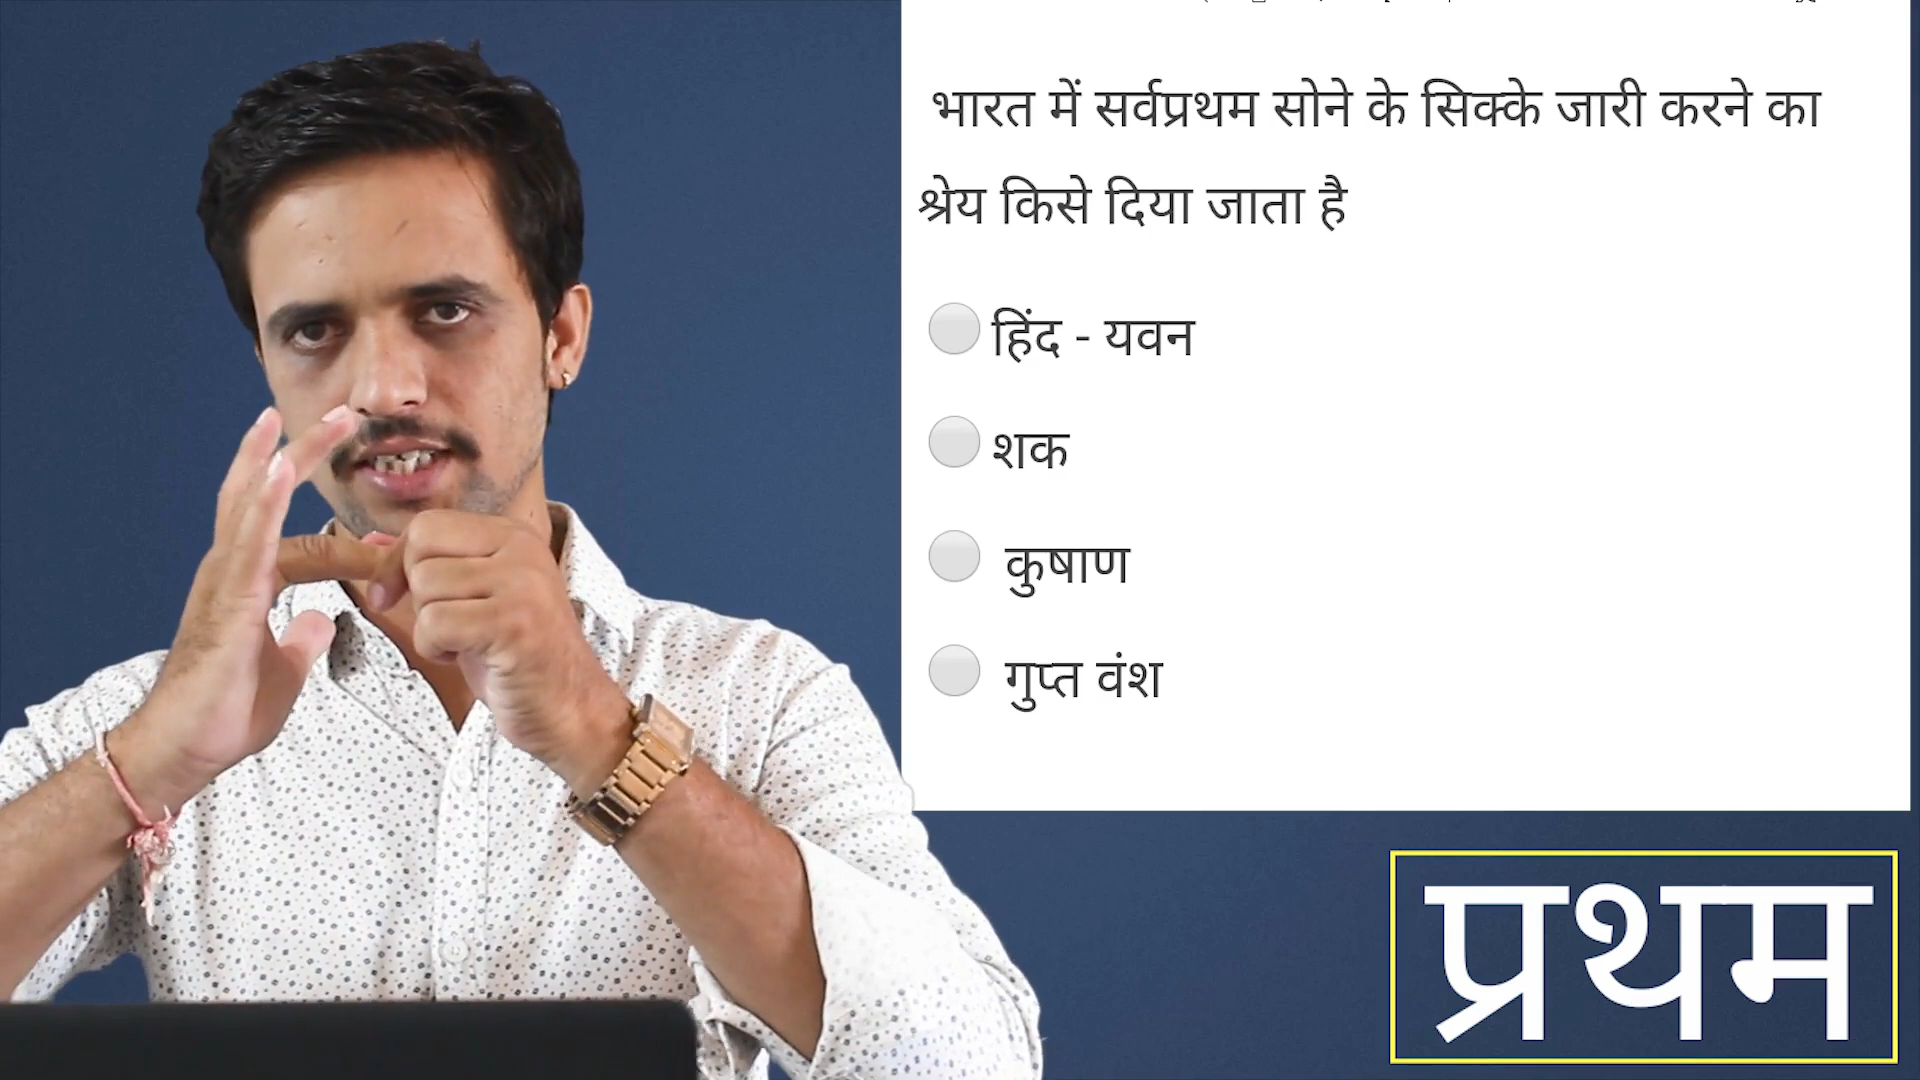 भारत में सर्वप्रथम सोने के सिक्के जारी करने का
श्रेय किसे दिया जाता है
हिंद - यवन
शक
कुषाण
गुप्त वंश
प्रथम